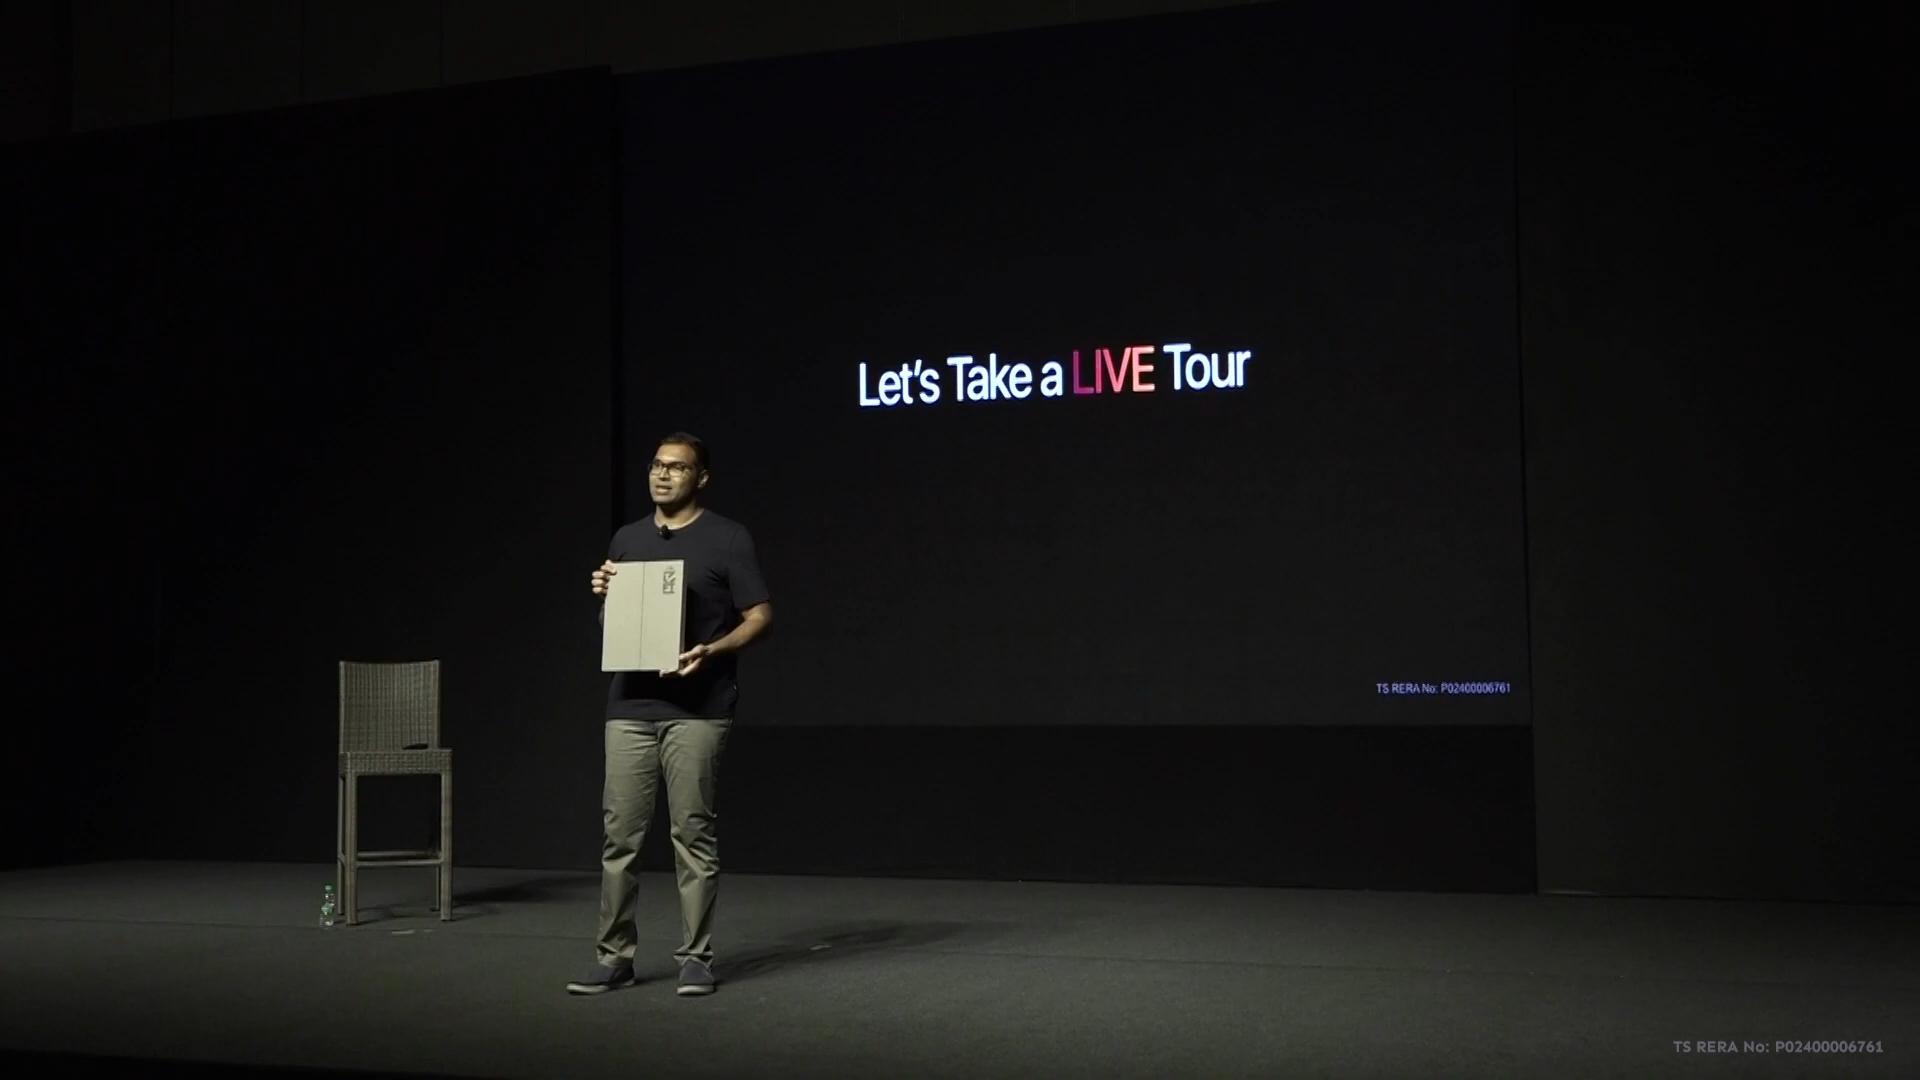 Let's Take a LIVE Tour
TS RERA No: P02400006761
TS RERA No: P02400006761